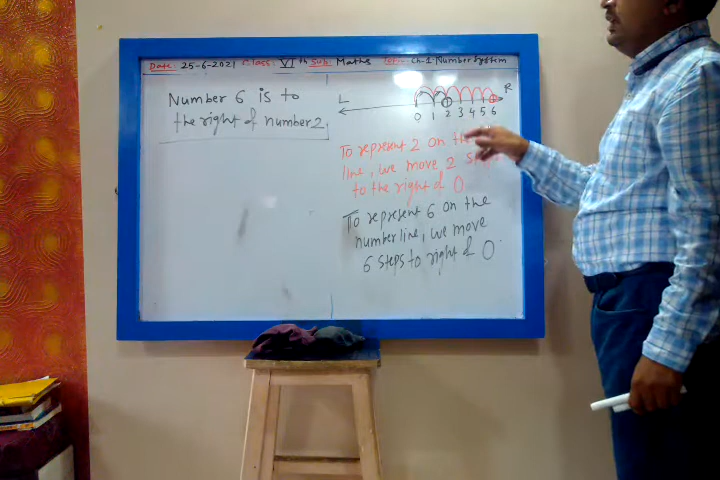 Date: 25-6-2021 Class: VI th Sub: Maths Topic: Ch-1 Number System
Number 6 is to
the right of number 2
L R
0 1 2 3 4 5 6
To represent 2 on the
line, we move 2
to the right of 0
To represent 6 on the
number line, we move
6 steps to right of 0.